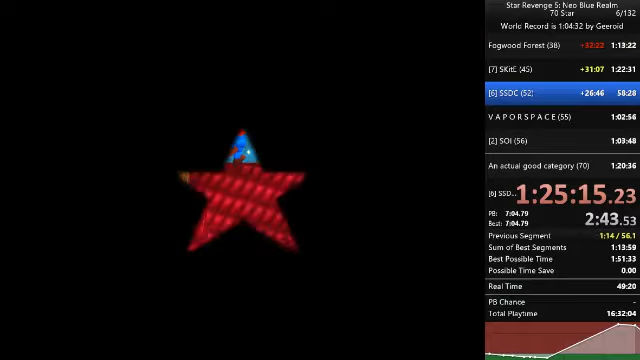 Star Revenge 5: Neo Blue Realm
70 Star 6/132
World Record is 1:04:32 by Geeroid
Fogwood Forest (38) +32:22 1:13:22
[7] SKit£ (45) +31:07 1:22:31
[6] SSDC (52) +26:46 58:28
V A P O R S P A C E (55) 1:02:56
[2] SOI (56) 1:03:48
An actual good category (70) 1:20:36
[6] SSD... 1:25:15.23
PB: 7:04.79
Best: 7:04.79 2:43.53
Previous Segment 1:14 / 56.1
Sum of Best Segments 1:13:59
Best Possible Time 1:51:33
Possible Time Save 0.00
Real Time 49:20
PB Chance -
Total Playtime 16:32:04